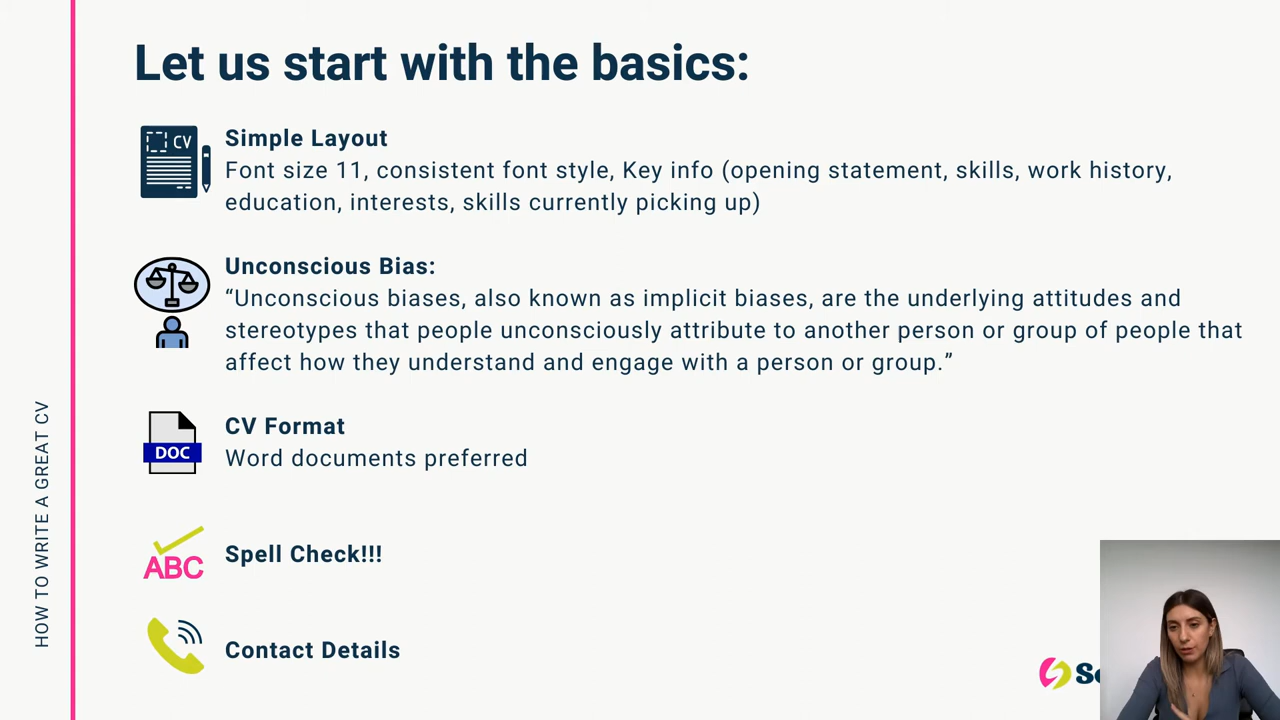 Let us start with the basics:
CV
Simple Layout
Font size 11, consistent font style, Key info (opening statement, skills, work history,
education, interests, skills currently picking up)
Unconscious Bias:
“Unconscious biases, also known as implicit biases, are the underlying attitudes and
stereotypes that people unconsciously attribute to another person or group of people that
affect how they understand and engage with a person or group.”
DOC
CV Format
Word documents preferred
ABC
Spell Check!!!
Contact Details
HOW TO WRITE A GREAT CV